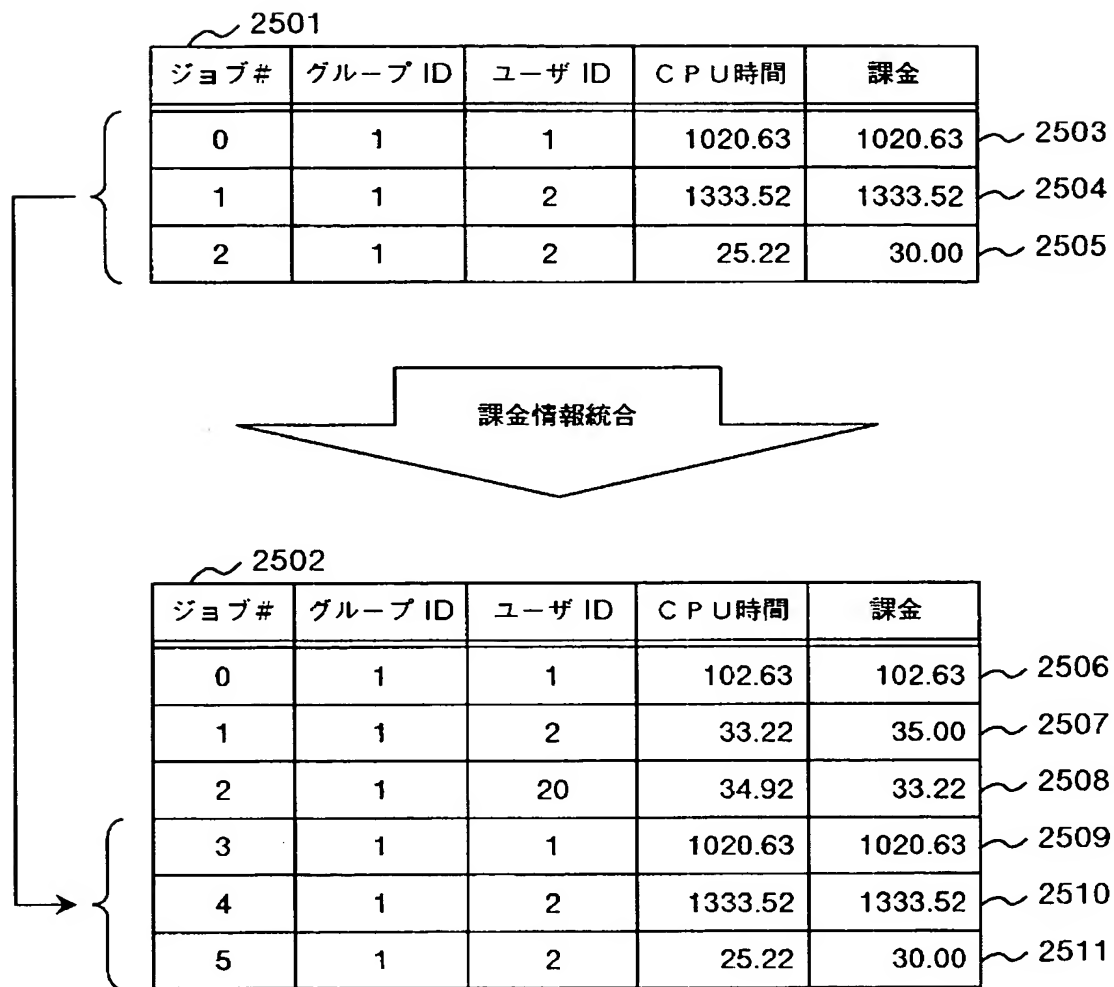 2501
ジョブ# グループID ユーザID CPU時間 課金
0 1 1 1020.63 1020.63 2503
1 1 2 1333.52 1333.52 2504
2 1 2 25.22 30.00 2505
課金情報統合
2502
ジョブ# グループID ユーザID CPU時間 課金
0 1 1 102.63 102.63 2506
1 1 2 33.22 35.00 2507
2 1 20 34.92 33.22 2508
3 1 1 1020.63 1020.63 2509
4 1 2 1333.52 1333.52 2510
5 1 2 25.22 30.00 2511